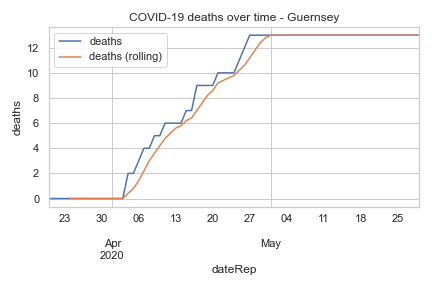 COVID-19 deaths over time - Guernsey
deaths
deaths (rolling)
deaths
12
10
8
6
4
2
0
23 30 06 13 20 27 04 11 18 25
Apr May
2020
dateRep